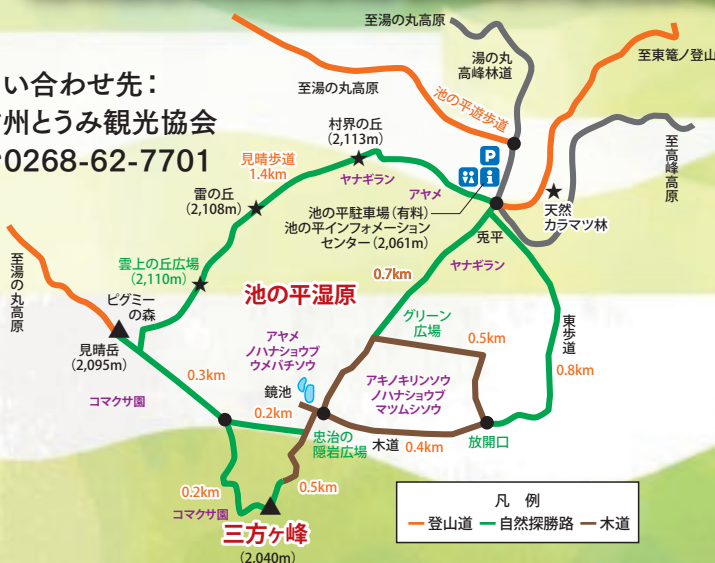 い合わせ先：
州とうみ観光協会
0268-62-7701
至湯の丸高原
湯の丸
高峰林道
至東篭ノ登山
至湯の丸高原
池の平遊歩道
至高峰高原
村界の丘
（2,113m）
見晴歩道
1.4km
ヤナギラン
アヤメ
P
i
雷の丘
（2,108m）
池の平駐車場（有料）
池の平インフォメーション
センター（2,061m）
天然
カラマツ林
兎平
ヤナギラン
雲上の丘広場
（2,110m）
至湯の丸高原
ピグミー
の森
池の平湿原
0.7km
グリーン
広場
東歩道
0.8km
見晴岳
（2,095m）
アヤメ
ノハナショウブ
ウメバチソウ
0.5km
0.3km
鏡池
アキノキリンソウ
ノハナショウブ
マツムシソウ
コマクサ園
0.2km
忠治の
隠岩広場
木道
0.4km
放開口
0.2km
0.5km
コマクサ園
三方ヶ峰
（2,040m）
凡 例
登山道 自然探勝路 木道